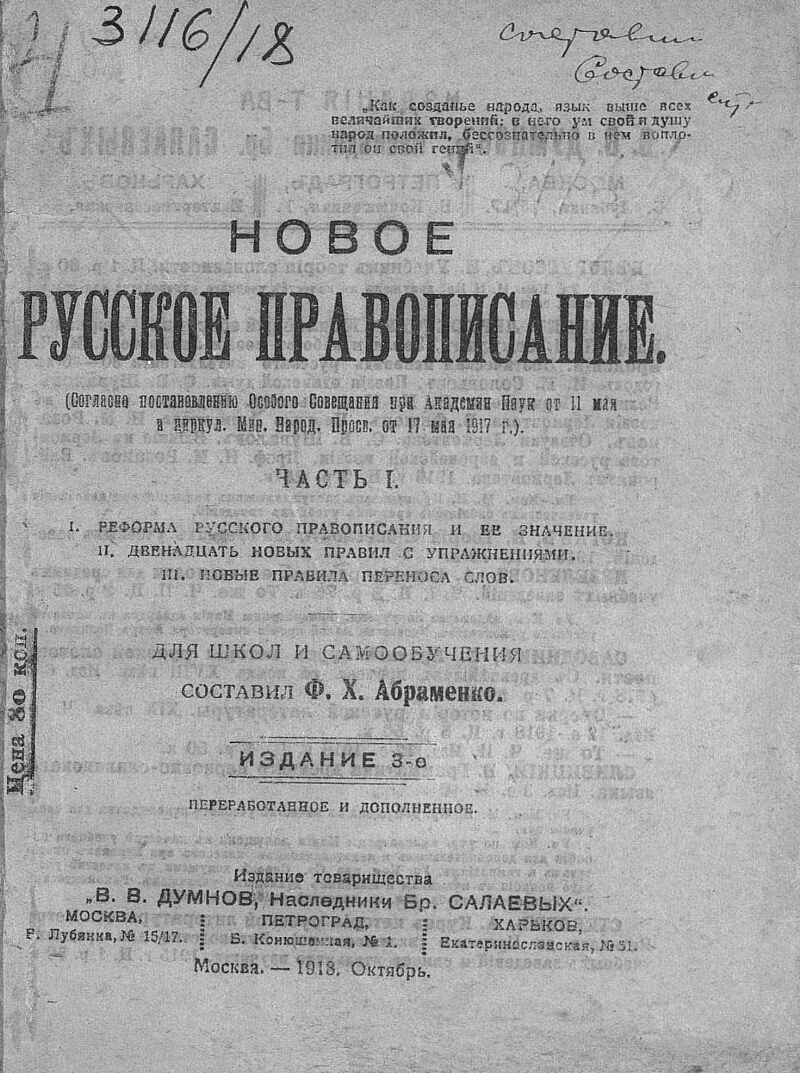 3116/18
составил
Состави
„Как созданье народа, язык выше всех
величайших творений: в него ум свой и душу
народ положил, бессознательно в нем вопло-
тил он свой гений“.
НОВОЕ
РУССКОЕ ПРАВОПИСАНИЕ.
(Согласно постановлению Особого Совещания при Академии Наук от 11 мая
и циркул. Мин. Народ. Просв. от 17 мая 1917 г.).
ЧАСТЬ I.
I. РЕФОРМА РУССКОГО ПРАВОПИСАНИЯ И ЕЕ ЗНАЧЕНИЕ.
II. ДВЕНАДЦАТЬ НОВЫХ ПРАВИЛ С УПРАЖНЕНИЯМИ.
III. НОВЫЕ ПРАВИЛА ПЕРЕНОСА СЛОВ.
Цена 80 коп.
ДЛЯ ШКОЛ И САМООБУЧЕНИЯ
СОСТАВИЛ Ф. Х. Абраменко.
ИЗДАНИЕ 3-е
ПЕРЕРАБОТАННОЕ И ДОПОЛНЕННОЕ.
Издание товарищества
„В. В. ДУМНОВ, Наследники Бр. САЛАЕВЫХ“.
МОСКВА, ПЕТРОГРАД, ХАРЬКОВ,
Б. Лубянка, № 15/17. Б. Конюшенная, № 1. Екатеринославская, № 51.
Москва. — 1918. Октябрь.